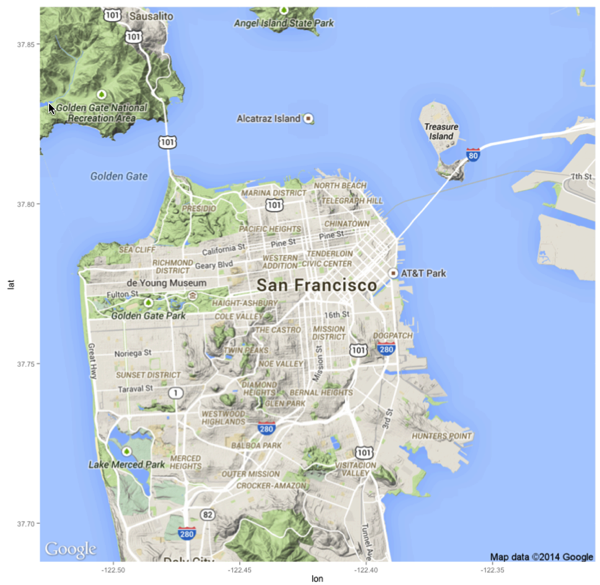 101
Sausalito
Angel Island State Park
101
37.85
Golden Gate National
Recreation Area
Alcatraz Island
Treasure
Island
101
80
Golden Gate
7th St
37.80
NORTH BEACH
MARINA DISTRICT
TELEGRAPH HILL
PRESIDIO
101
CHINATOWN
PACIFIC HEIGHTS
Pine St
SEA CLIFF
California St
Pine St
Geary Blvd
WESTERN
ADDITION
TENDERLOIN
CIVIC CENTER
RICHMOND
DISTRICT
AT&T Park
lat
de Young Museum
San Francisco
Fulton St
HAIGHT-ASHBURY
Golden Gate Park
COLE VALLEY
16th St
THE CASTRO
MISSION
DISTRICT
DOGPATCH
280
Great Hwy
Noriega St
TWIN PEAKS
101
37.75
NOE VALLEY
Mission St
SUNSET DISTRICT
Taraval St
1
DIAMOND
HEIGHTS
BERNAL HEIGHTS
GLEN PARK
WESTWOOD
HIGHLANDS
280
3rd St
BALBOA PARK
HUNTERS POINT
101
Lake Merced Park
MERCED
HEIGHTS
VISITACION
VALLEY
OUTER MISSION
CROCKER-AMAZON
82
37.70
280
Tunnel Ave
Google
Daly City
Map data ©2014 Google
-122.50
-122.45
-122.40
-122.35
lon